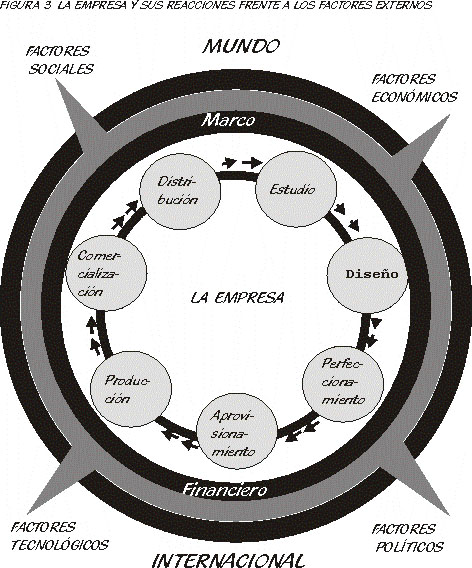 FIGURA 3 LA EMPRESA Y SUS REACCIONES FRENTE A LOS FACTORES EXTERNOS
MUNDO
FACTORES
SOCIALES
FACTORES
ECONÓMICOS
Marco
Distri-
bución
Estudio
Comer-
cializa-
ción
Diseño
LA EMPRESA
Produc-
ción
Perfec-
ciona-
miento
Aprovi-
siona-
miento
Financiero
FACTORES
TECNOLÓGICOS
FACTORES
POLÍTICOS
INTERNACIONAL